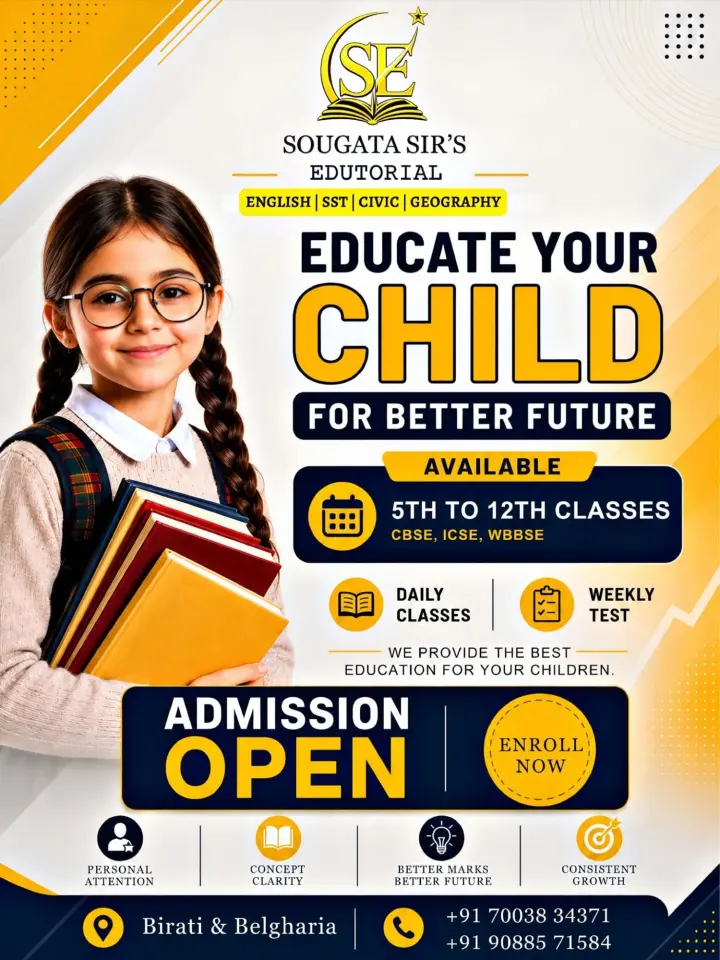 SE
SOUGATA SIR'S
EDUTORIAL
ENGLISH | SST | CIVIC | GEOGRAPHY
EDUCATE YOUR
CHILD
FOR BETTER FUTURE
AVAILABLE
5TH TO 12TH CLASSES
CBSE, ICSE, WBBSE
DAILY
CLASSES
WEEKLY
TEST
WE PROVIDE THE BEST
EDUCATION FOR YOUR CHILDREN.
ADMISSION
OPEN
ENROLL
NOW
PERSONAL
ATTENTION
CONCEPT
CLARITY
BETTER MARKS
BETTER FUTURE
CONSISTENT
GROWTH
Birati & Belgharia
+91 70038 34371
+91 90885 71584